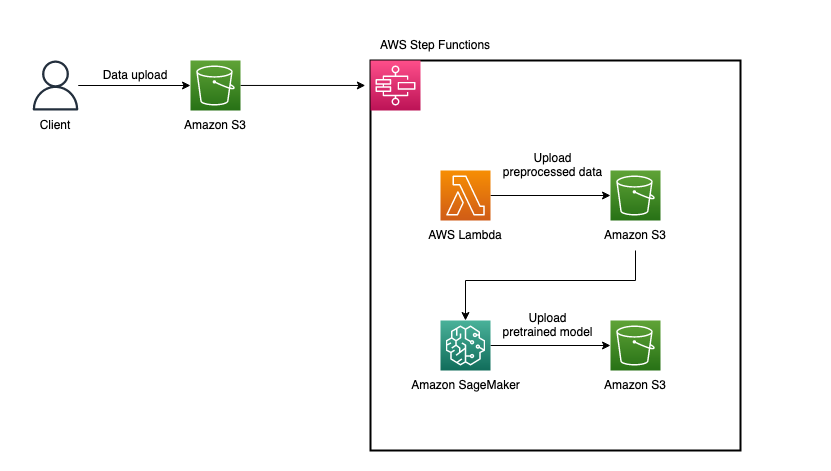 AWS Step Functions
Data upload
Client
Amazon S3
Upload
preprocessed data
AWS Lambda
Amazon S3
Upload
pretrained model
Amazon SageMaker
Amazon S3